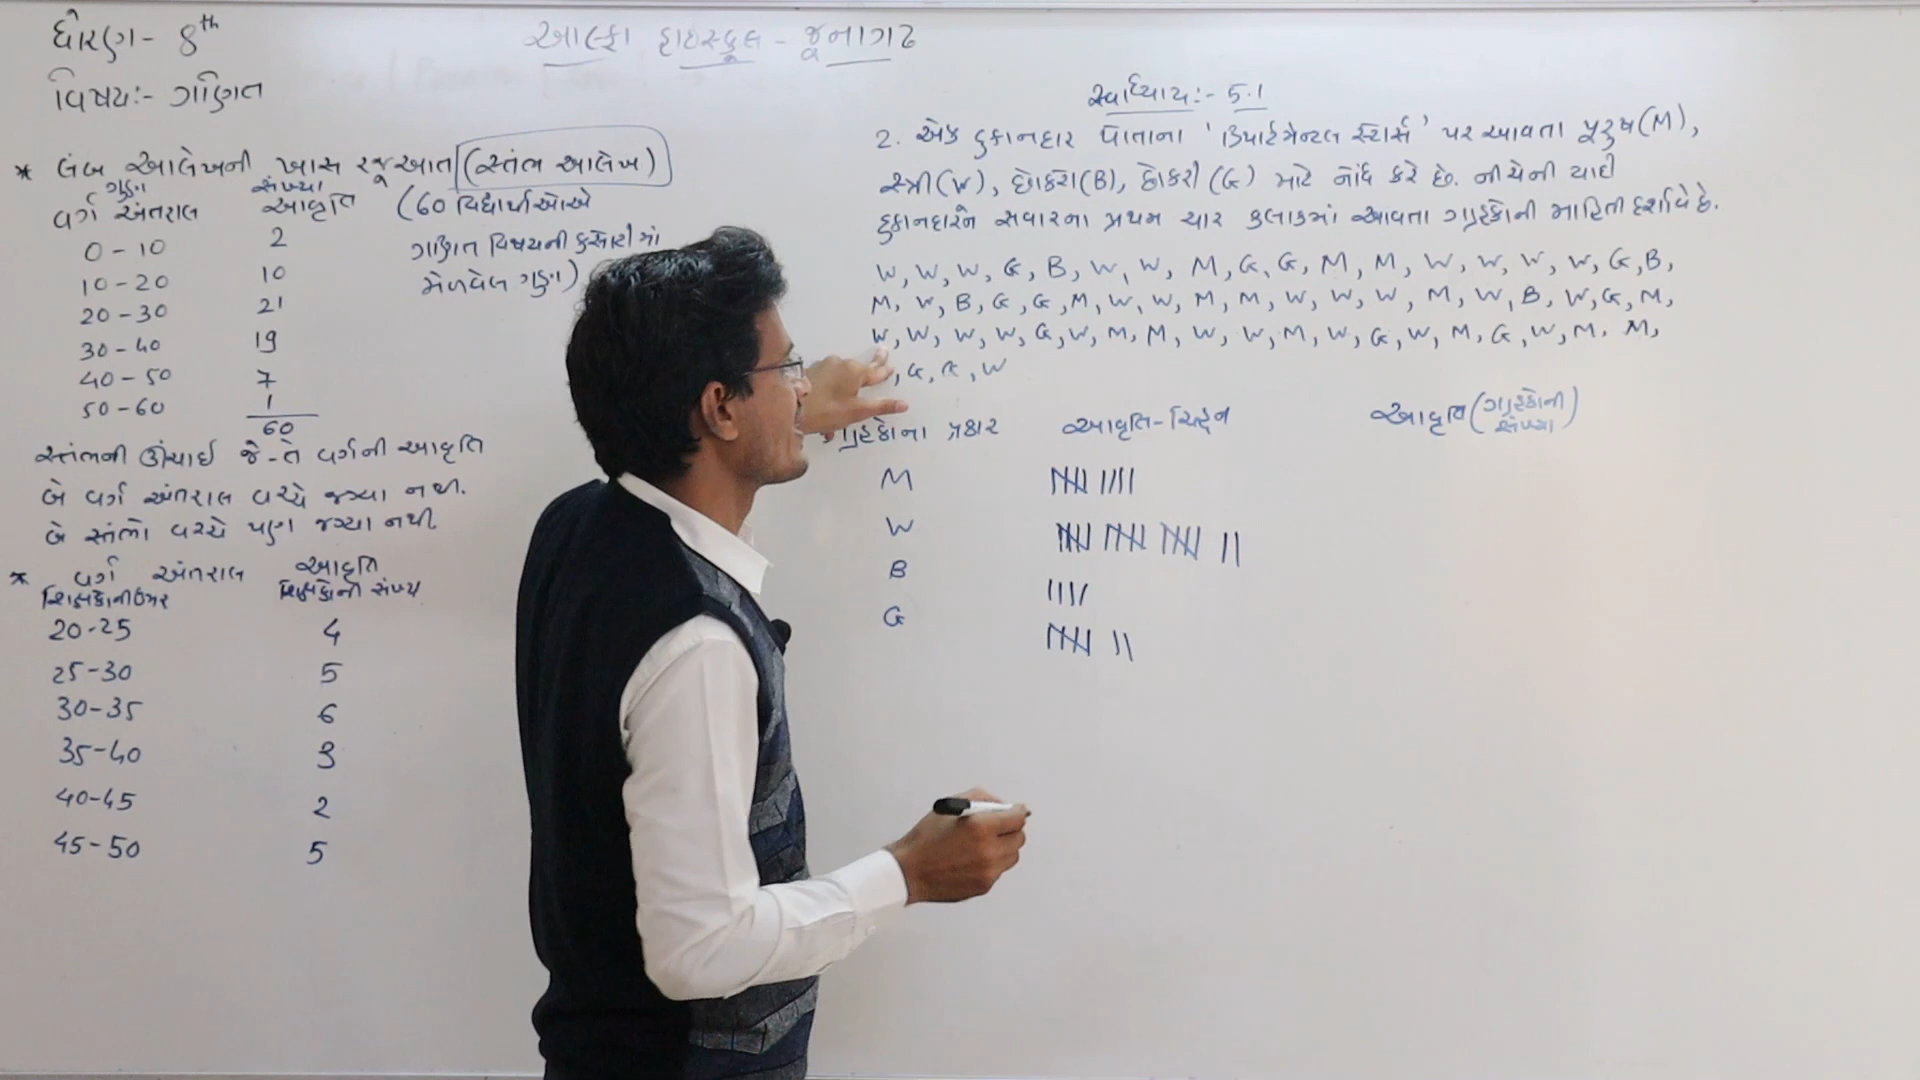 ધોરણ- 8th
વિષય:- ગણિત
આલ્ફા હાઇસ્કૂલ - જૂનાગઢ
* લંબ આલેખની ખાસ રજૂઆત (સ્તંભ આલેખ)
ગુણ સંખ્યા
વર્ગ અંતરાલ આવૃતિ (60 વિદ્યાર્થીઓએ
ગણિત વિષયની કસોટીમાં
મેળવેલ ગુણ)
0-10 2
10-20 10
20-30 21
30-40 19
40-50 7
50-60 1
60
સ્તંભની ઊંચાઈ જે-તે વર્ગની આવૃતિ
બે વર્ગ અંતરાલ વચ્ચે જગ્યા નથી.
બે સ્તંભો વચ્ચે પણ જગ્યા નથી
* વર્ગ અંતરાલ આવૃતિ
શિક્ષકોની ઉંમર શિક્ષકોની સંખ્ય
20-25 4
25-30 5
30-35 6
35-40 3
40-45 2
45-50 5
સ્વાધ્યાય:- 5.1
2. એક દુકાનદાર પોતાના 'ડિપાર્ટમેન્ટલ સ્ટોર્સ' પર આવતા પુરુષ(M),
સ્ત્રી(W), છોકરો(B), છોકરી(G) માટે નોંધ કરે છે. નીચેની યાદી
દુકાનદારને સવારના પ્રથમ ચાર કલાકમાં આવતા ગ્રાહકોની માહિતી દર્શાવે છે.
W, W, W, G, B, W, W, M, G, G, M, M, W, W, W, W, G, B,
M, W, B, G, G, M, W, W, M, M, W, W, W, M, W, B, W, G, M,
W, W, W, W, G, W, M, M, W, W, M, W, G, W, M, G, W, M, M,
, G, G, W
ગ્રાહકોના પ્રકાર આવૃતિ-ચિહ્ન આવૃતિ (ગ્રાહકોની સંખ્યા)
M
W
B
G